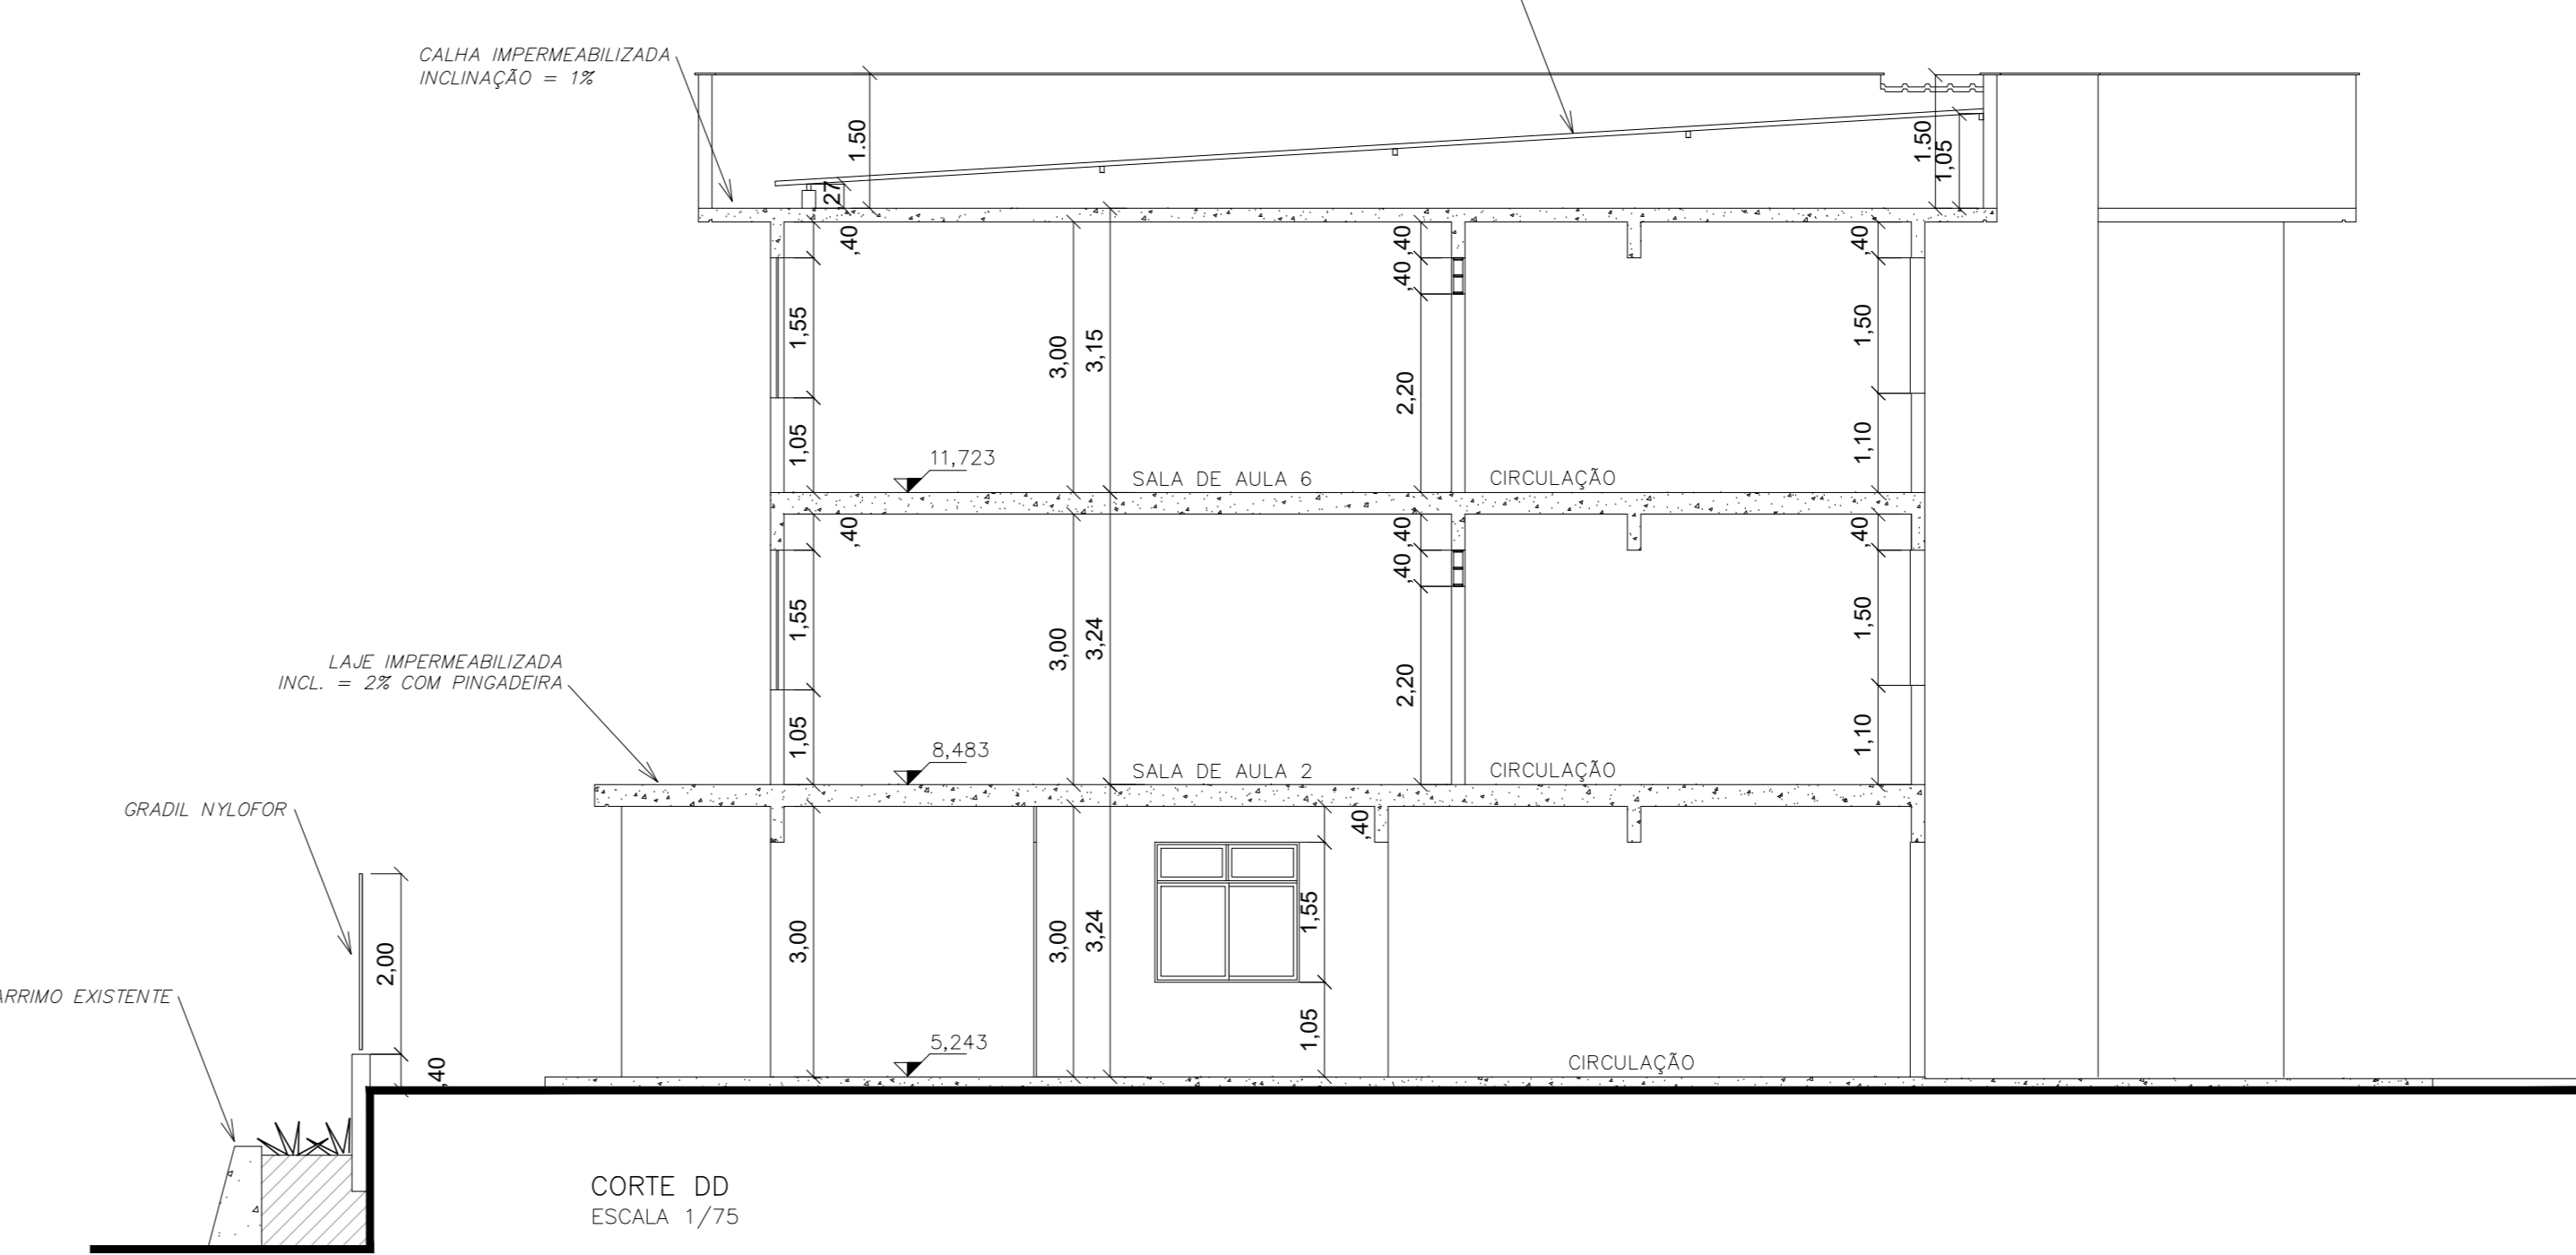 CALHA IMPERMEABILIZADA
INCLINAÇÃO = 1%
1.50
,27
1.50
1,05
,40
,40
,40
,40
1,55
3,00
3,15
2,20
1,50
1,05
1,10
11,723
SALA DE AULA 6
CIRCULAÇÃO
,40
,40
,40
,40
1,55
3,00
3,24
2,20
1,50
LAJE IMPERMEABILIZADA
INCL. = 2% COM PINGADEIRA
1,05
1,10
8,483
SALA DE AULA 2
CIRCULAÇÃO
GRADIL NYLOFOR
,40
2,00
3,00
3,00
3,24
1,55
ARRIMO EXISTENTE
1,05
5,243
CIRCULAÇÃO
,40
CORTE DD
ESCALA 1/75